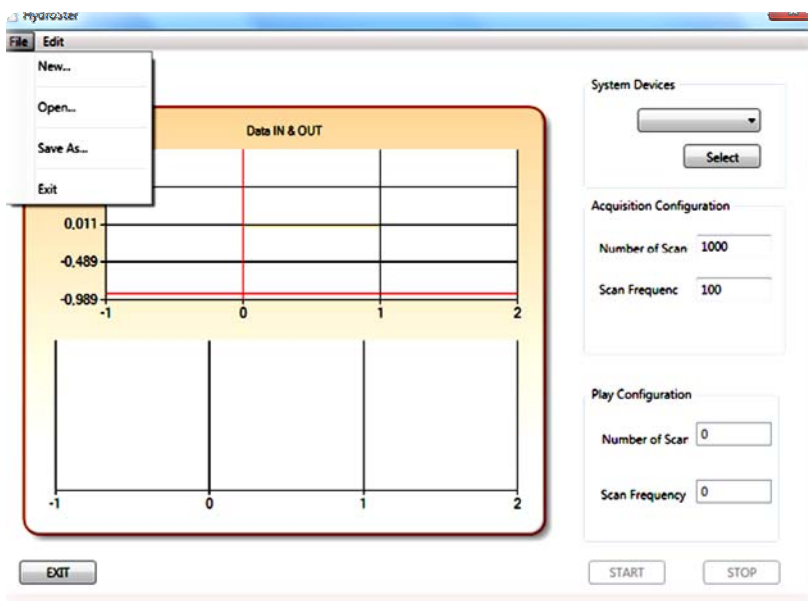 Hydroster
File Edit
New...
Open...
Save As...
Exit
Data IN & OUT
0,011
-0,489
-0,989
-1 0 1 2
-1 0 1 2
System Devices
Select
Acquisition Configuration
Number of Scan 1000
Scan Frequenc 100
Play Configuration
Number of Scar 0
Scan Frequency 0
EXIT
START STOP